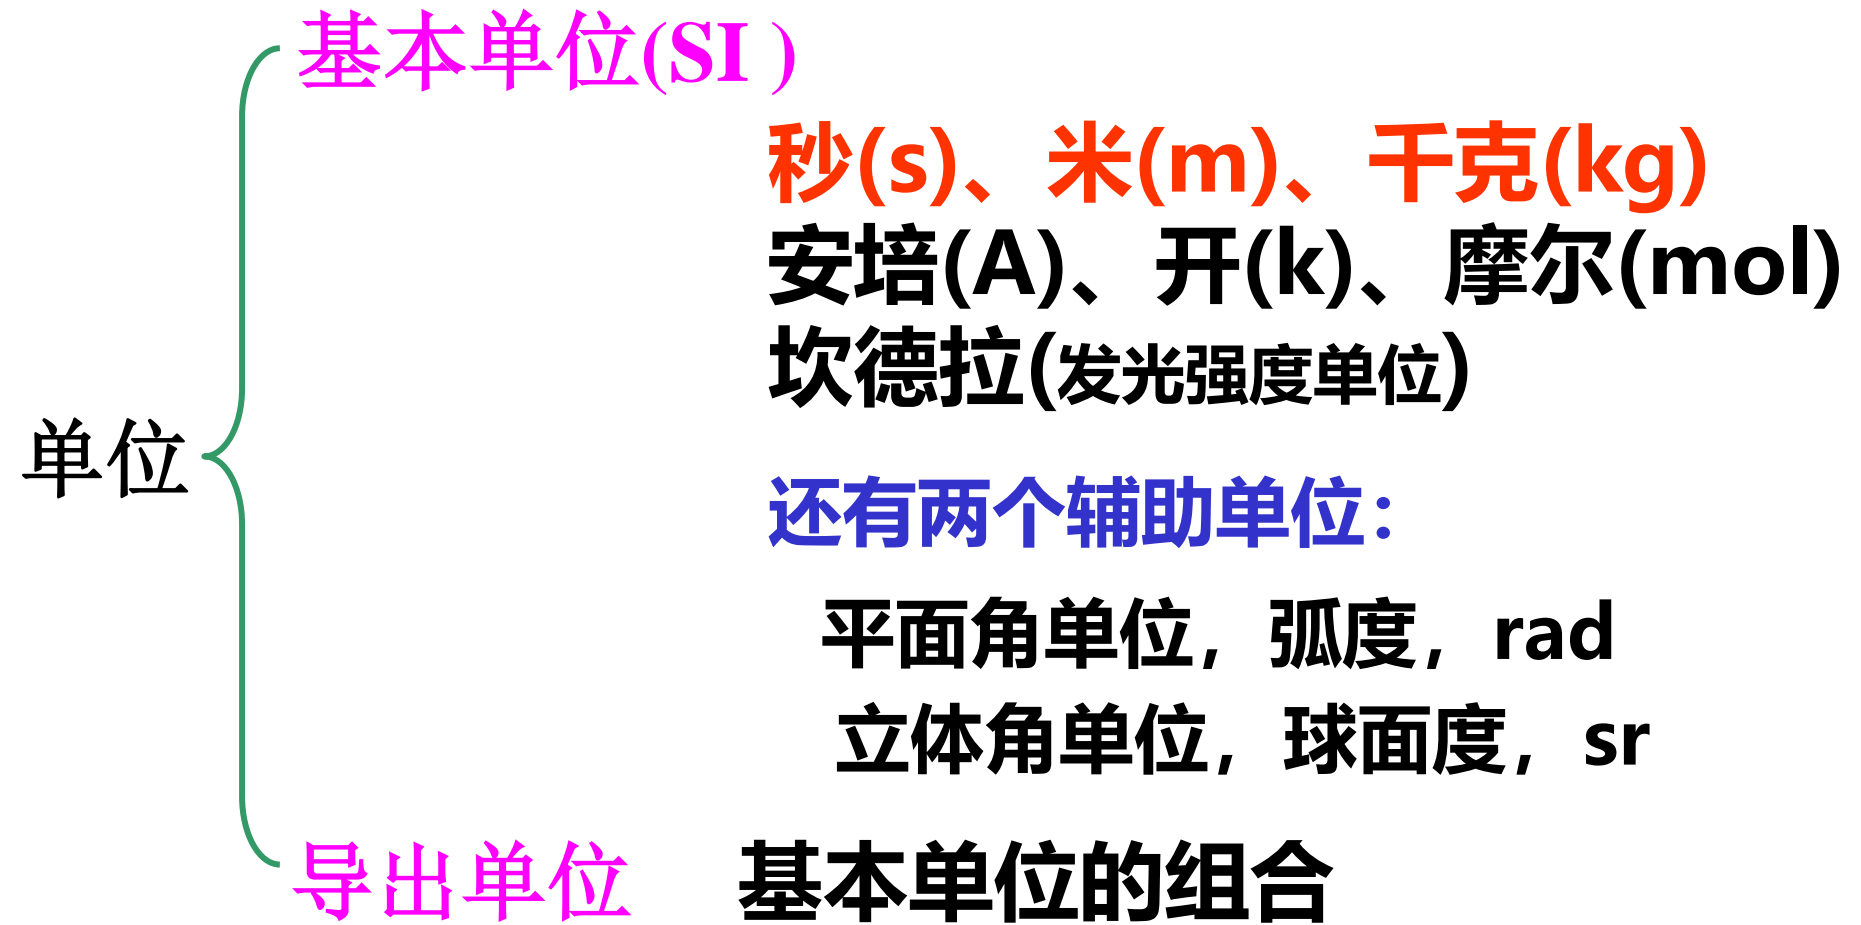 基本单位(SI )
秒(s)、米(m)、千克(kg)
安培(A)、开(k)、摩尔(mol)
坎德拉(发光强度单位)
单位
还有两个辅助单位：
平面角单位，弧度，rad
立体角单位，球面度，sr
导出单位 基本单位的组合